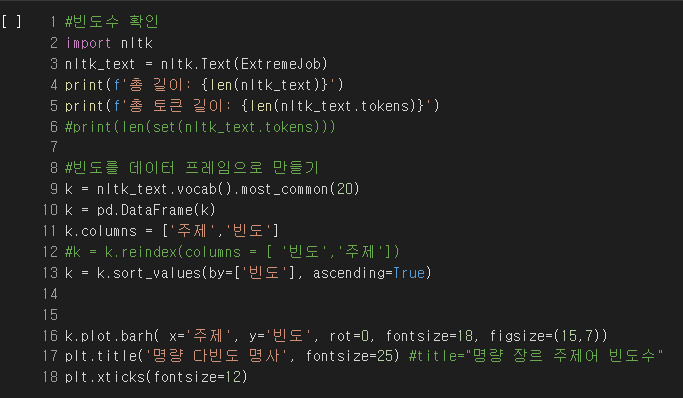 [ ] 1 #빈도수 확인
2 import nltk
3 nltk_text = nltk.Text(ExtremeJob)
4 print(f'총 길이: {len(nltk_text)}')
5 print(f'총 토큰 길이: {len(nltk_text.tokens)}')
6 #print(len(set(nltk_text.tokens)))
7
8 #빈도를 데이터 프레임으로 만들기
9 k = nltk_text.vocab().most_common(20)
10 k = pd.DataFrame(k)
11 k.columns = ['주제','빈도']
12 #k = k.reindex(columns = [ '빈도','주제'])
13 k = k.sort_values(by=['빈도'], ascending=True)
14
15
16 k.plot.barh( x='주제', y='빈도', rot=0, fontsize=18, figsize=(15,7))
17 plt.title('명량 다빈도 명사', fontsize=25) #title="명량 장르 주제어 빈도수"
18 plt.xticks(fontsize=12)